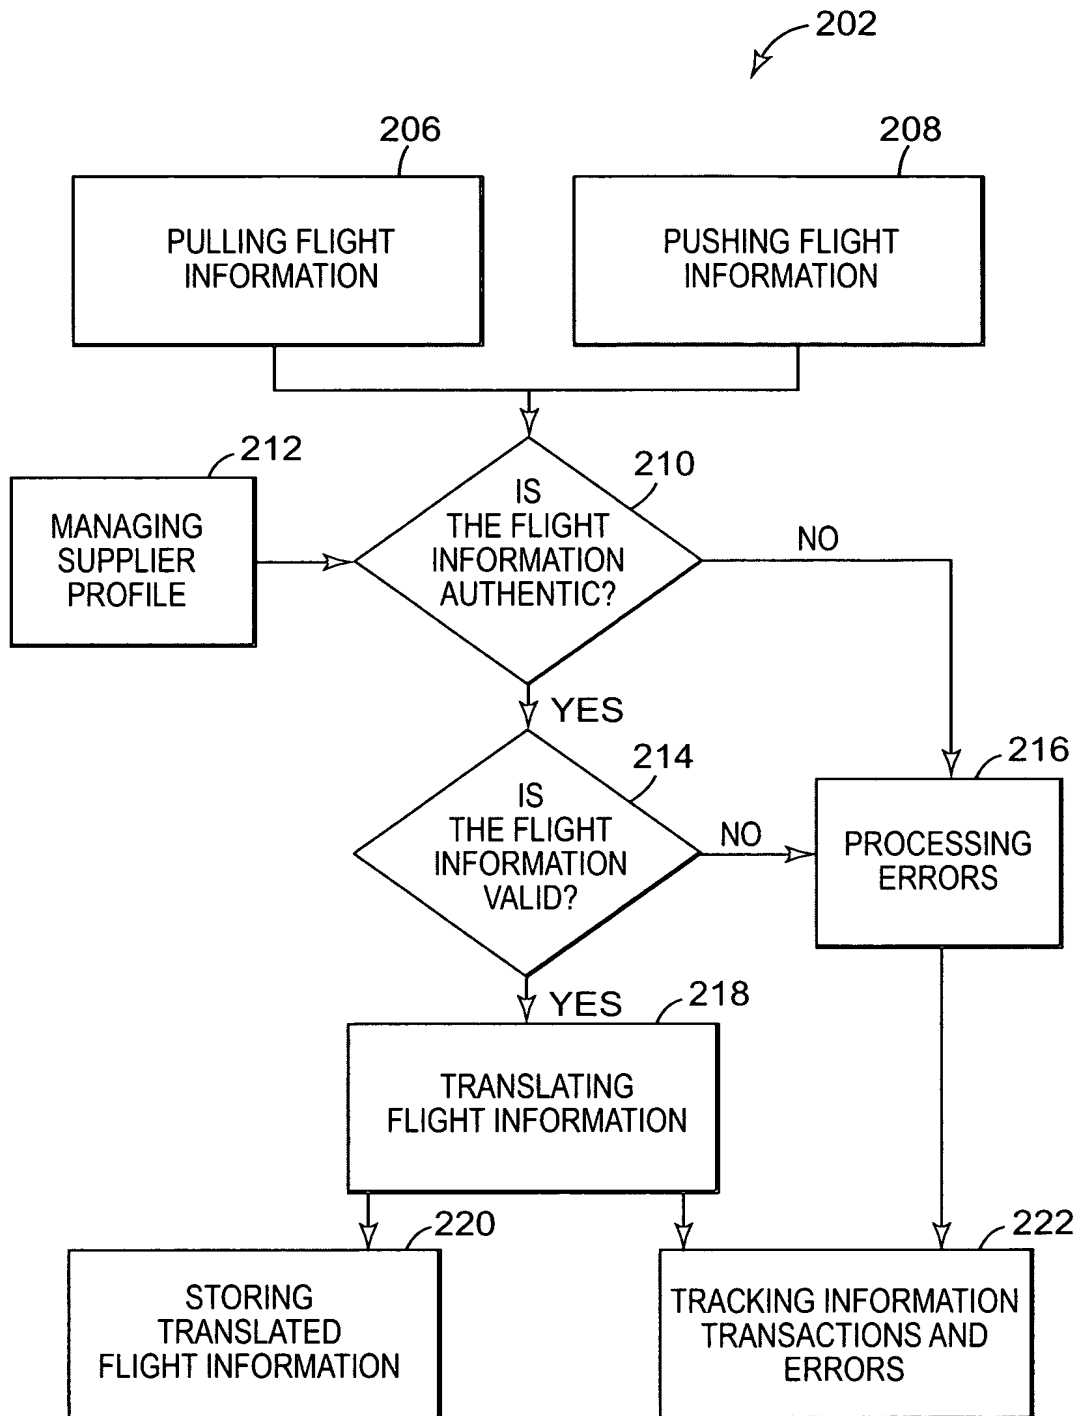 202
206
208
PULLING FLIGHT
INFORMATION
PUSHING FLIGHT
INFORMATION
212
210
MANAGING
SUPPLIER
PROFILE
IS
THE FLIGHT
INFORMATION
AUTHENTIC?
NO
YES
214
216
IS
THE FLIGHT
INFORMATION
VALID?
NO
PROCESSING
ERRORS
YES
218
TRANSLATING
FLIGHT INFORMATION
220
222
STORING
TRANSLATED
FLIGHT INFORMATION
TRACKING INFORMATION
TRANSACTIONS AND
ERRORS